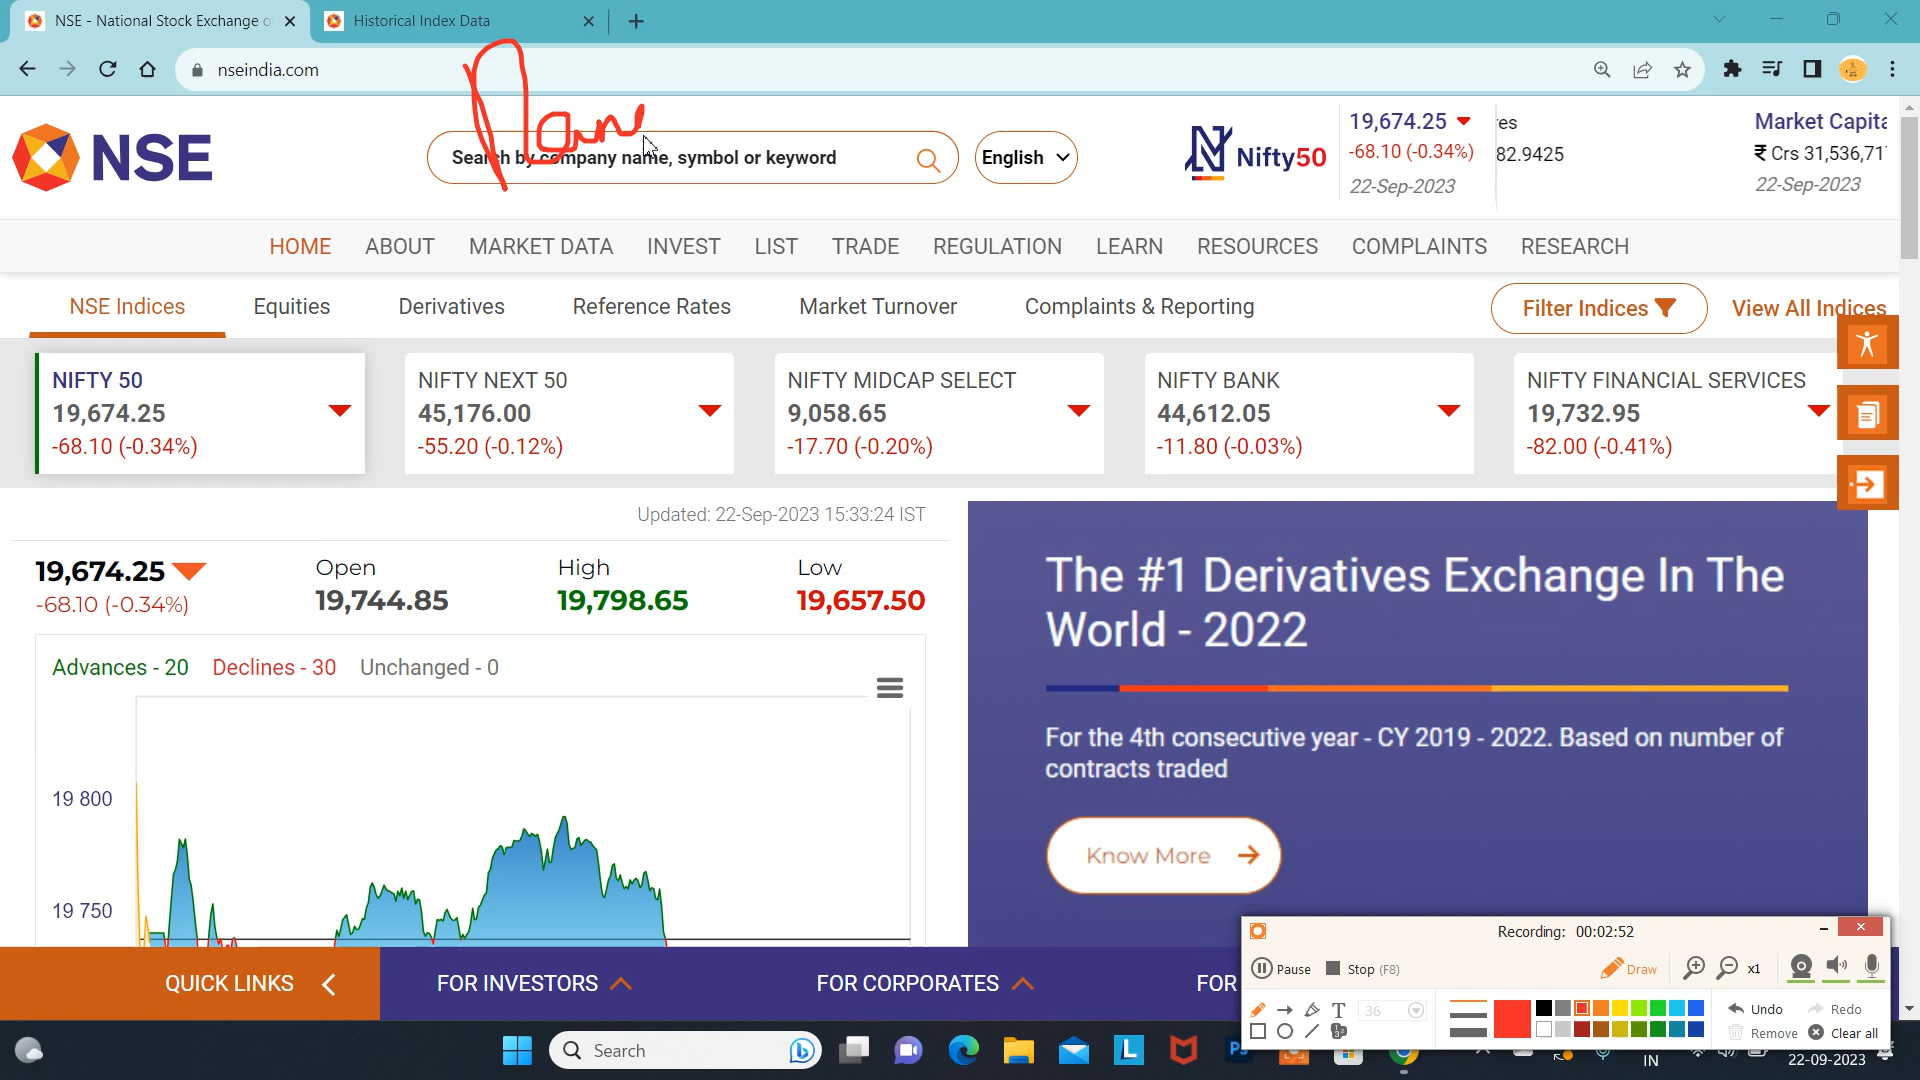 NSE - National Stock Exchange o
Historical Index Data
nseindia.com
NSE
Search by company name, symbol or keyword
English
Nifty50
19,674.25
-68.10 (-0.34%)
22-Sep-2023
82.9425
Market Capita
₹ Crs 31,536,71
22-Sep-2023
HOME ABOUT MARKET DATA INVEST LIST TRADE REGULATION LEARN RESOURCES COMPLAINTS RESEARCH
NSE Indices Equities Derivatives Reference Rates Market Turnover Complaints & Reporting Filter Indices View All Indices
NIFTY 50
19,674.25
-68.10 (-0.34%)
NIFTY NEXT 50
45,176.00
-55.20 (-0.12%)
NIFTY MIDCAP SELECT
9,058.65
-17.70 (-0.20%)
NIFTY BANK
44,612.05
-11.80 (-0.03%)
NIFTY FINANCIAL SERVICES
19,732.95
-82.00 (-0.41%)
Updated: 22-Sep-2023 15:33:24 IST
19,674.25
-68.10 (-0.34%)
Open
19,744.85
High
19,798.65
Low
19,657.50
Advances - 20 Declines - 30 Unchanged - 0
19 800
19 750
The #1 Derivatives Exchange In The
World - 2022
For the 4th consecutive year - CY 2019 - 2022. Based on number of
contracts traded
Know More
QUICK LINKS
FOR INVESTORS
FOR CORPORATES
FOR
Recording: 00:02:52
Pause
Stop (F8)
Draw
x1
T
36
Undo
Redo
Remove
Clear all
Search
L
Ps
IN
22-09-2023